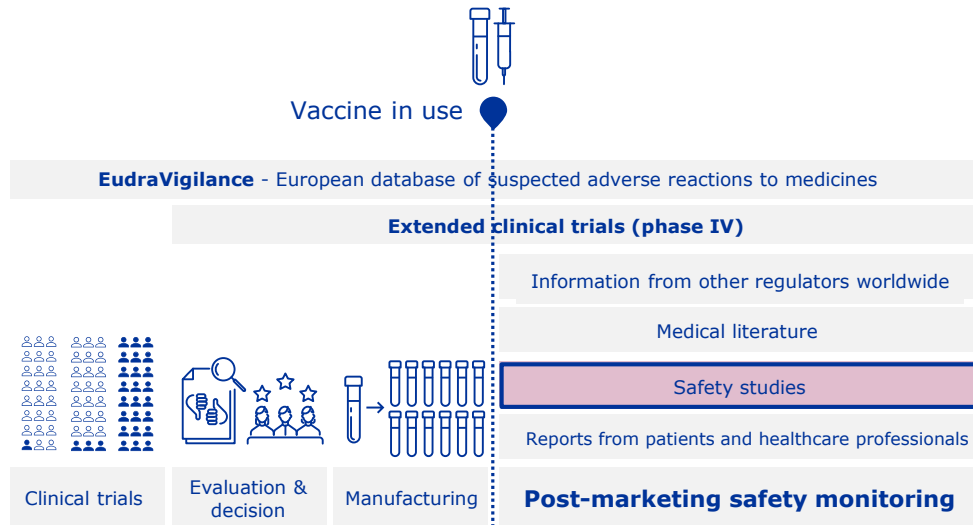 Vaccine in use
EudraVigilance - European database of suspected adverse reactions to medicines
Extended clinical trials (phase IV)
Information from other regulators worldwide
Medical literature
Safety studies
Reports from patients and healthcare professionals
Clinical trials
Evaluation &
decision
Manufacturing
Post-marketing safety monitoring